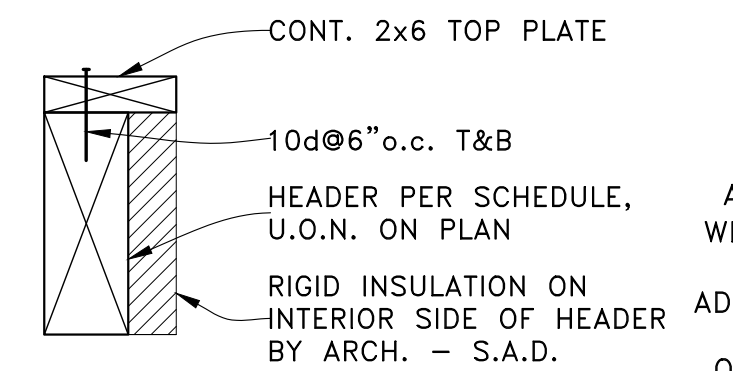 CONT. 2x6 TOP PLATE
10d@6”o.c. T&B
HEADER PER SCHEDULE,
U.O.N. ON PLAN
RIGID INSULATION ON
INTERIOR SIDE OF HEADER
BY ARCH. – S.A.D.
AD